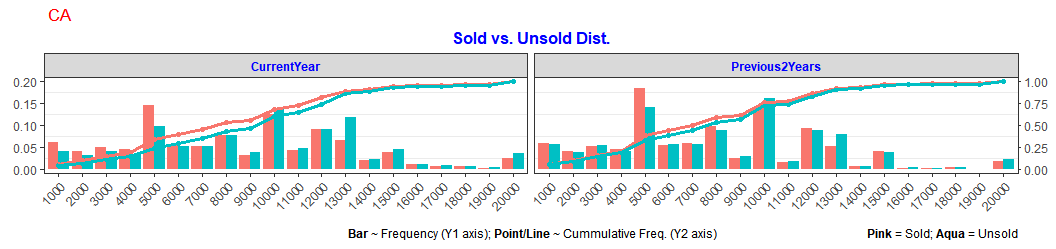 CA
Sold vs. Unsold Dist.
CurrentYear
Previous2Years
0.20
0.15
0.10
0.05
0.00
1.00
0.75
0.50
0.25
0.00
1000 2000 3000 4000 5000 6000 7000 8000 9000 10000 11000 12000 13000 14000 15000 16000 17000 18000 19000 20000
1000 2000 3000 4000 5000 6000 7000 8000 9000 10000 11000 12000 13000 14000 15000 16000 17000 18000 19000 20000
Bar ~ Frequency (Y1 axis); Point/Line ~ Cummulative Freq. (Y2 axis)
Pink = Sold; Aqua = Unsold